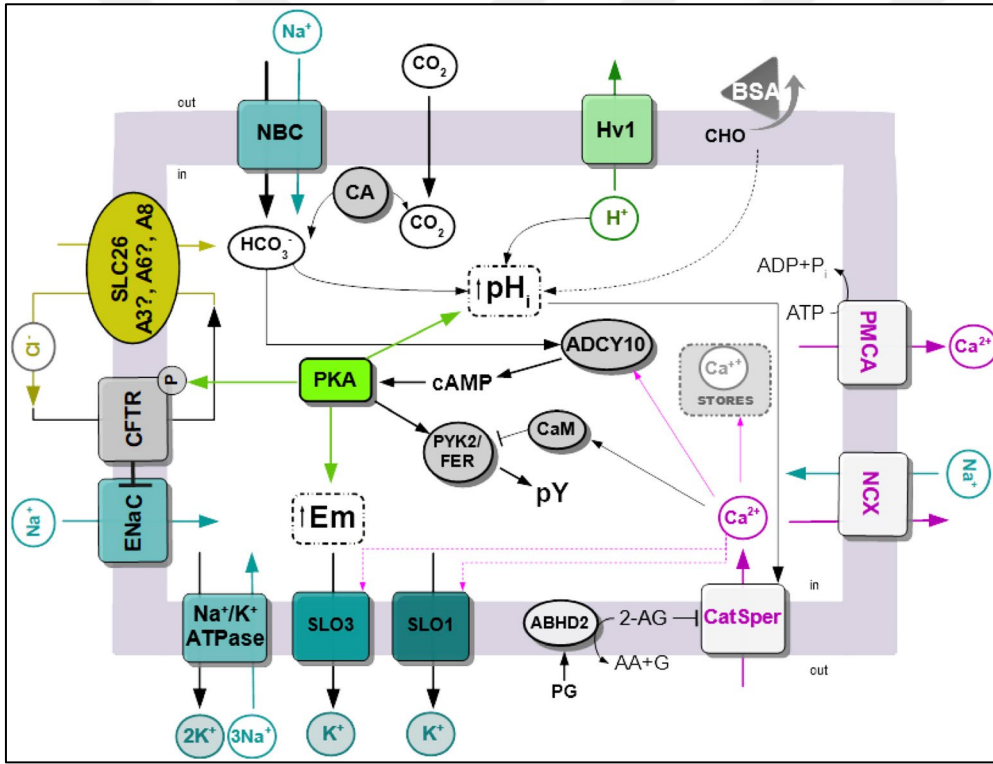 Na⁺
CO₂
BSA
out
NBC
Hv1
CHO
in
CA
SLC26
A3?, A6?, A8
HCO₃⁻
CO₂
H⁺
↑pHᵢ
ADP+Pᵢ
ATP
PMCA
Ca²⁺
Cl⁻
P
CFTR
PKA
cAMP
ADCY10
Ca⁺⁺
STORES
PYK2/
FER
CaM
pY
NCX
Na⁺
Na⁺
ENaC
↑Em
Ca²⁺
in
Na⁺/K⁺
ATPase
SLO3
SLO1
ABHD2
2-AG
CatSper
AA+G
out
PG
2K⁺
3Na⁺
K⁺
K⁺